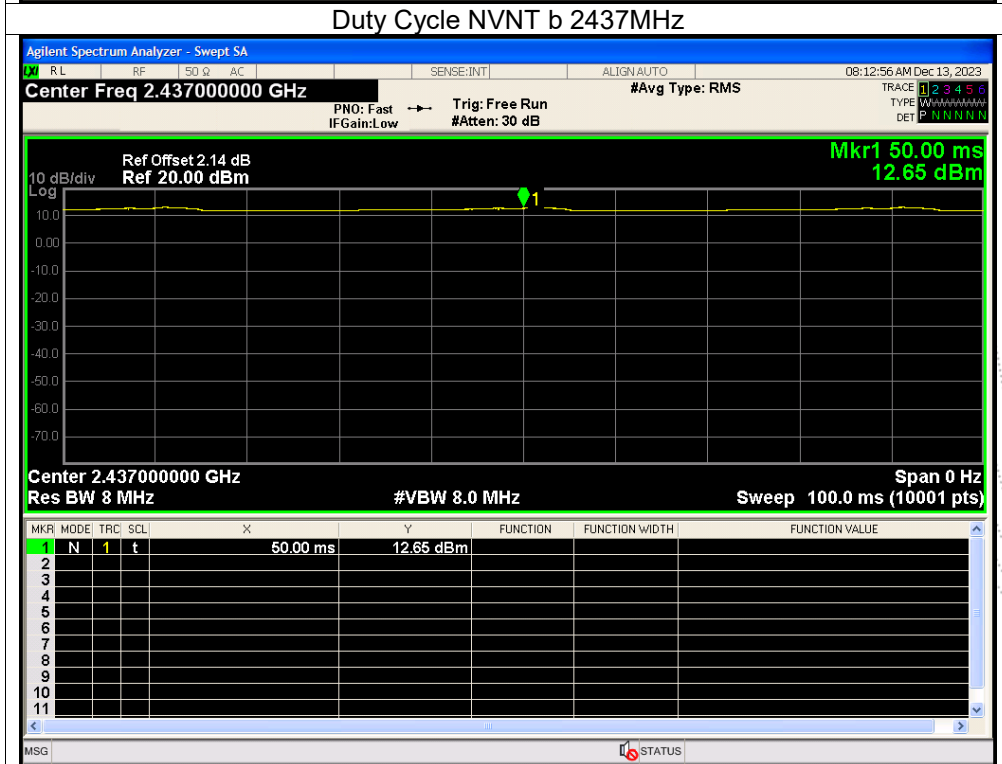 Duty Cycle NVNT b 2437MHz
Agilent Spectrum Analyzer - Swept SA
LXI RL RF 50 Ω AC SENSE:INT ALIGN AUTO 08:12:56 AM Dec 13, 2023
Center Freq 2.437000000 GHz #Avg Type: RMS TRACE 1 2 3 4 5 6
PNO: Fast Trig: Free Run TYPE W
IFGain:Low #Atten: 30 dB DET P N N N N N
Mkr1 50.00 ms
Ref Offset 2.14 dB
10 dB/div Ref 20.00 dBm 12.65 dBm
Log
1
10.0
0.00
-10.0
-20.0
-30.0
-40.0
-50.0
-60.0
-70.0
Center 2.437000000 GHz Span 0 Hz
Res BW 8 MHz #VBW 8.0 MHz Sweep 100.0 ms (10001 pts)
MKR MODE TRC SCL X Y FUNCTION FUNCTION WIDTH FUNCTION VALUE
1 N 1 t 50.00 ms 12.65 dBm
2
3
4
5
6
7
8
9
10
11
MSG STATUS